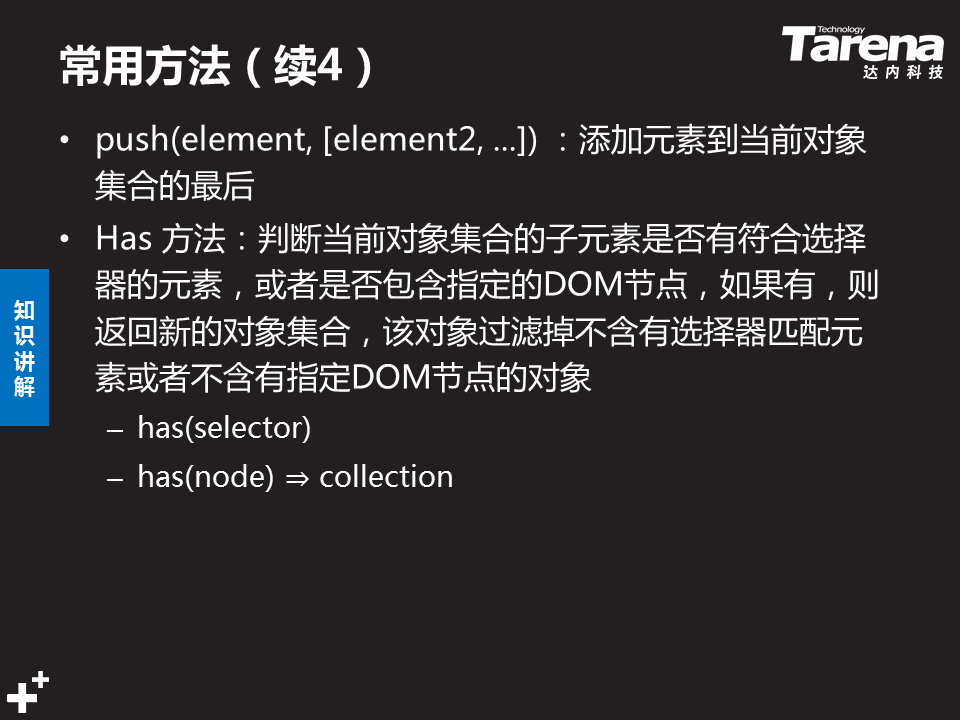 常用方法（续4）
Technology
Tarena
达内科技
• push(element, [element2, ...]) ：添加元素到当前对象
集合的最后
• Has 方法：判断当前对象集合的子元素是否有符合选择
器的元素，或者是否包含指定的DOM节点，如果有，则
返回新的对象集合，该对象过滤掉不含有选择器匹配元
素或者不含有指定DOM节点的对象
– has(selector)
– has(node) ⇒ collection
知
识
讲
解